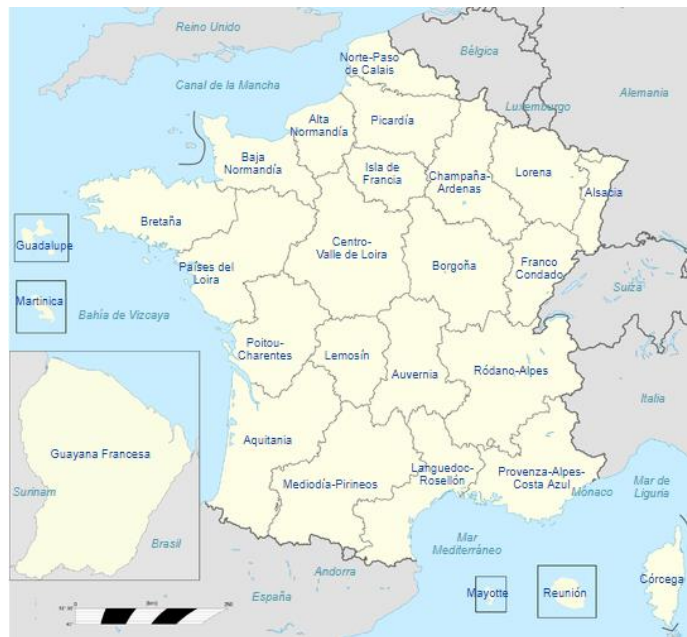 Reino Unido
Bélgica
Norte-Paso
de Calais
Canal de la Mancha
Luxemburgo
Alemania
Alta
Normandía
Picardía
Baja
Normandía
Isla de
Francia
Champaña-
Ardenas
Lorena
Alsacia
Bretaña
Guadalupe
Centro-
Valle de Loira
Países del
Loira
Borgoña
Franco
Condado
Suiza
Martinica
Bahía de Vizcaya
Poitou-
Charentes
Lemosín
Auvernia
Ródano-Alpes
Italia
Aquitania
Guayana Francesa
Mediodía-Pirineos
Languedoc-
Rosellón
Provenza-Alpes-
Costa Azul
Mónaco
Mar de
Liguria
Surinam
Brasil
Mar
Mediterráneo
Andorra
España
Mayotte
Reunión
Córcega